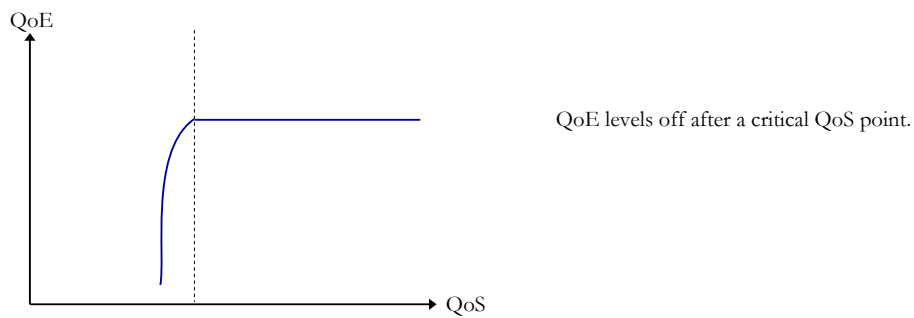 QoE
QoE levels off after a critical QoS point.
QoS